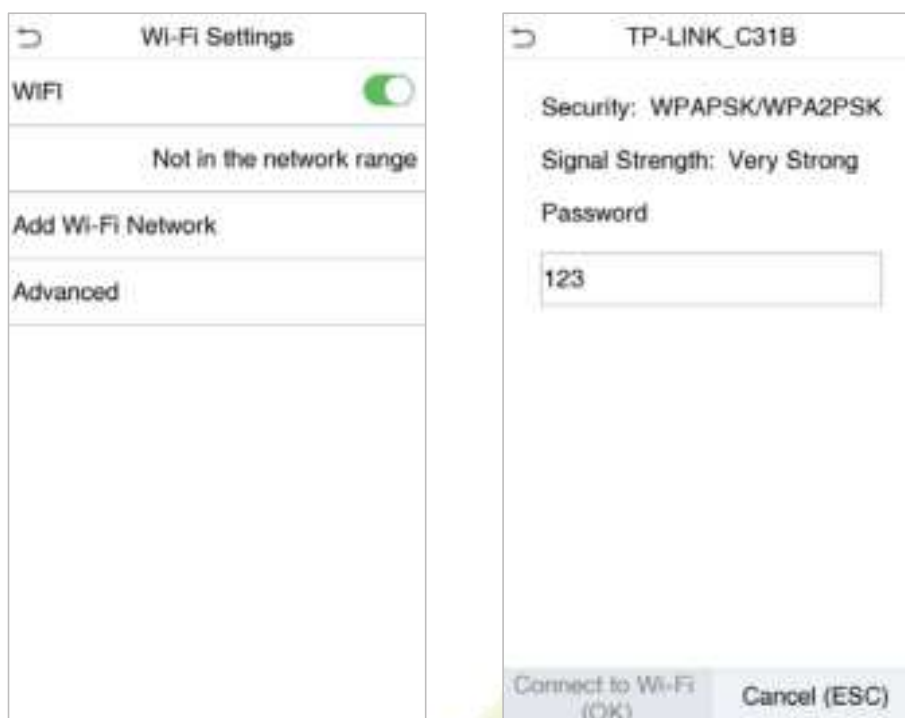 Wi-Fi Settings
WIFI
Not in the network range
Add Wi-Fi Network
Advanced
TP-LINK_C31B
Security: WPAPSK/WPA2PSK
Signal Strength: Very Strong
Password
123
Connect to Wi-Fi
(OK)
Cancel (ESC)